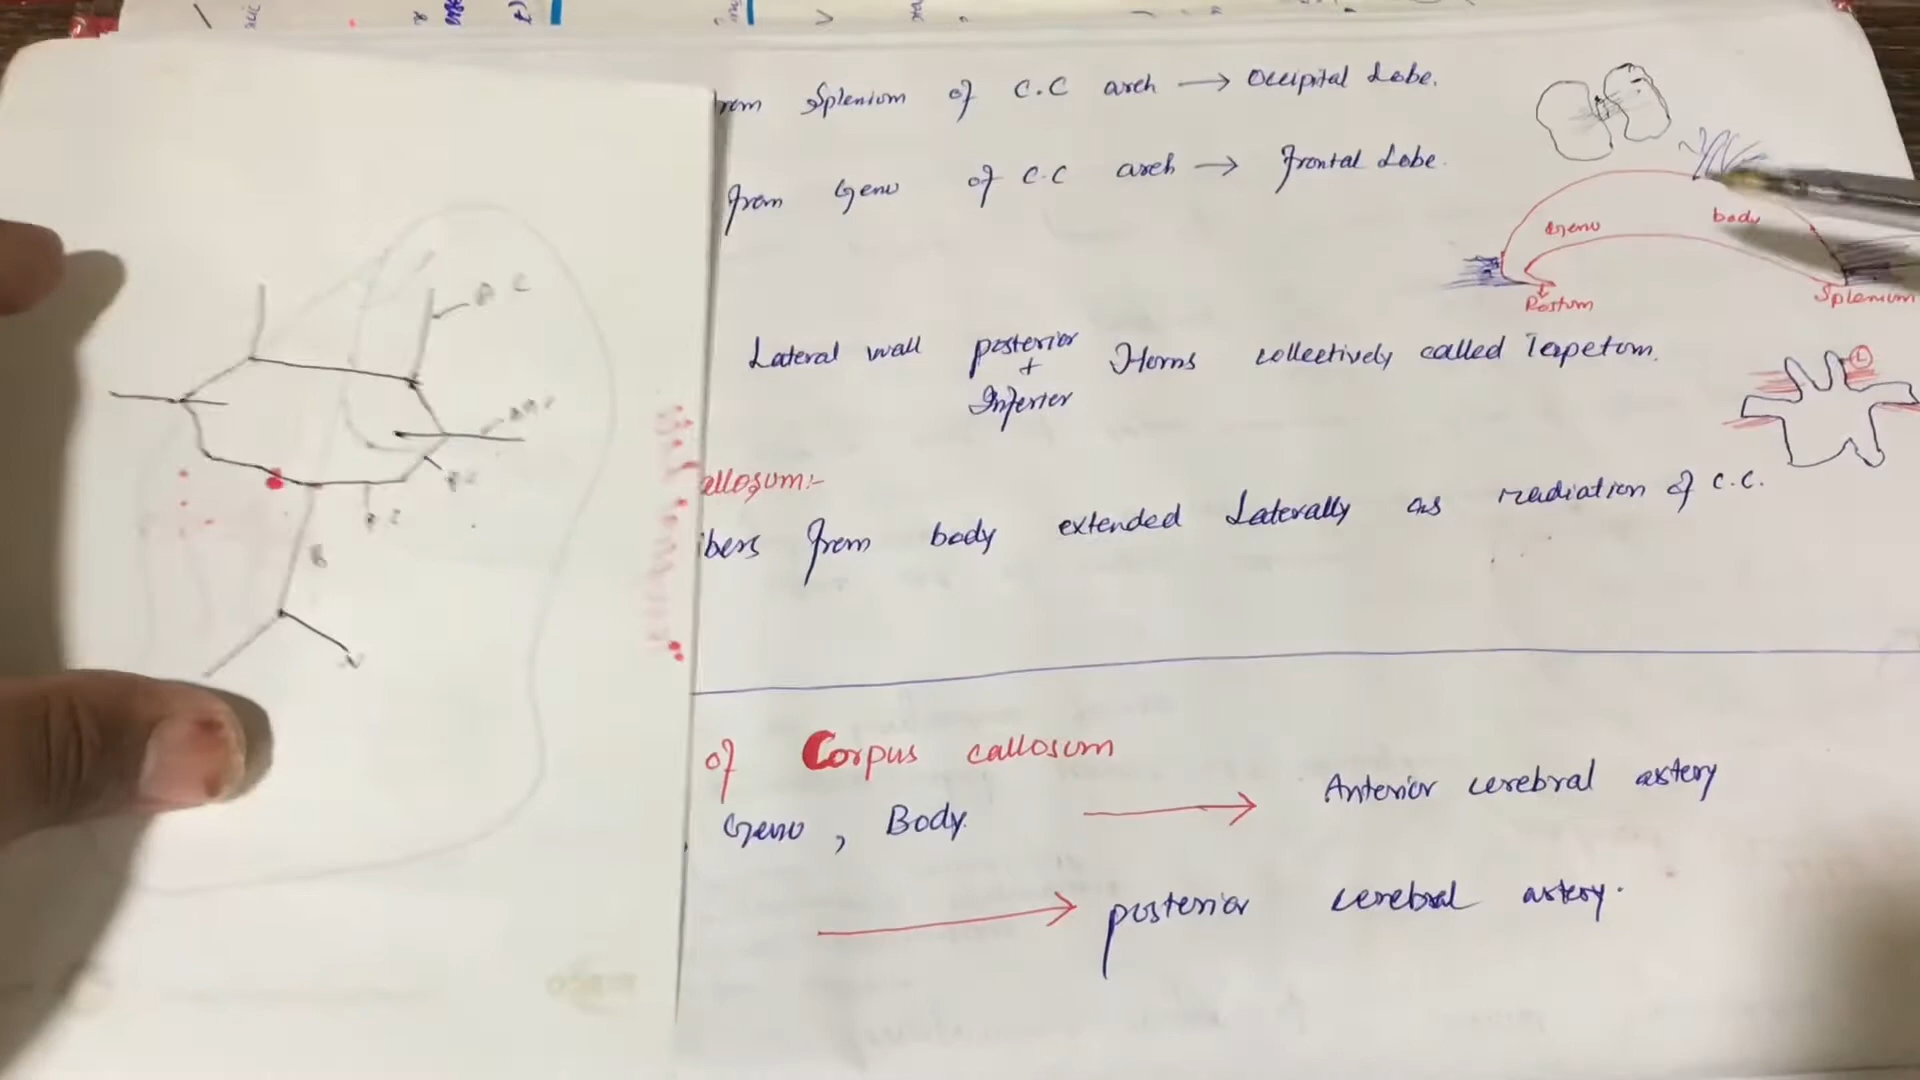 rom Splenium of C.C arch → Occipital Lobe.
from Genu of C.C arch → Frontal Lobe.
Genu
body
Rostum
Splenium
Lateral wall posterior + Inferior Horns collectively called Tapetum.
L
allosum:-
ibers from body extended Laterally as radiation of C.C.
of Corpus callosum
Genu, Body. → Anterior cerebral artery
→ posterior cerebral artery.
A C
B
V